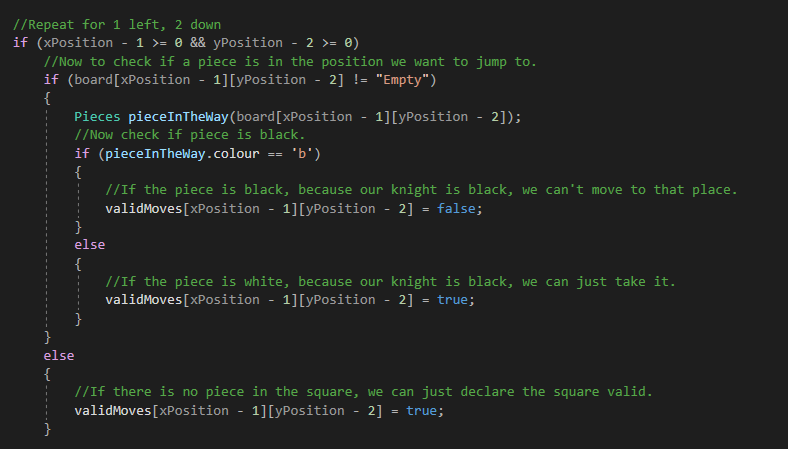 //Repeat for 1 left, 2 down
if (xPosition - 1 >= 0 && yPosition - 2 >= 0)
    //Now to check if a piece is in the position we want to jump to.
    if (board[xPosition - 1][yPosition - 2] != "Empty")
    {
        Pieces pieceInTheWay(board[xPosition - 1][yPosition - 2]);
        //Now check if piece is black.
        if (pieceInTheWay.colour == 'b')
        {
            //If the piece is black, because our knight is black, we can't move to that place.
            validMoves[xPosition - 1][yPosition - 2] = false;
        }
        else
        {
            //If the piece is white, because our knight is black, we can just take it.
            validMoves[xPosition - 1][yPosition - 2] = true;
        }
    }
    else
    {
        //If there is no piece in the square, we can just declare the square valid.
        validMoves[xPosition - 1][yPosition - 2] = true;
    }